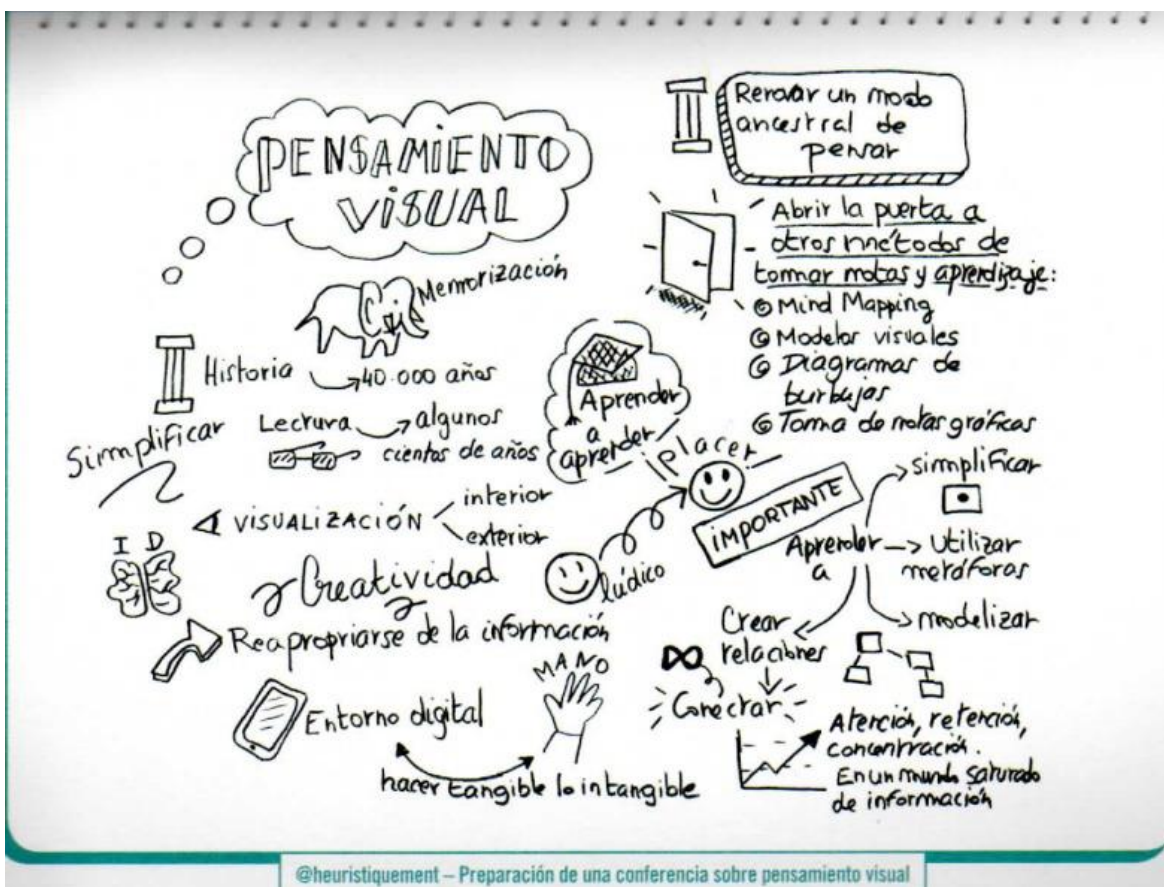 PENSAMIENTO
VISUAL
Memorización
Historia → 40.000 años
Lectura → algunos
cientos de años
Simplificar
VISUALIZACIÓN
interior
exterior
I D
Creatividad
Reapropriarse de la información
Entorno digital
MANO
hacer tangible lo intangible
Aprender
a
aprender
placer
lúdico
Renovar un modo
ancestral de
pensar
Abrir la puerta a
otros métodos de
tommar motas y aprendizaje:
Mind Mapping
Modelos visuales
Diagramas de
burbujas
Toma de notas gráficas
IMPORTANTE
Aprender
a
simplificar
Utilizar
metáforas
modelizar
Crear
relaciones
Conectar
Atención, retención,
concentración.
En un mundo saturado
de información
@heuristiquement – Preparación de una conferencia sobre pensamiento visual